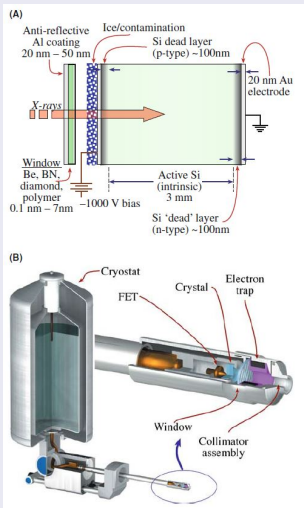 (A)
Anti-reflective
Al coating
20 nm – 50 nm
Ice/contamination
Si dead layer
(p-type) ~100nm
20 nm Au
electrode
X-rays
Window
Be, BN,
diamond,
polymer
0.1 nm – 7nm
–1000 V bias
Active Si
(intrinsic)
3 mm
Si ‘dead’ layer
(n-type) ~100nm
(B)
Cryostat
FET
Crystal
Electron
trap
Window
Collimator
assembly